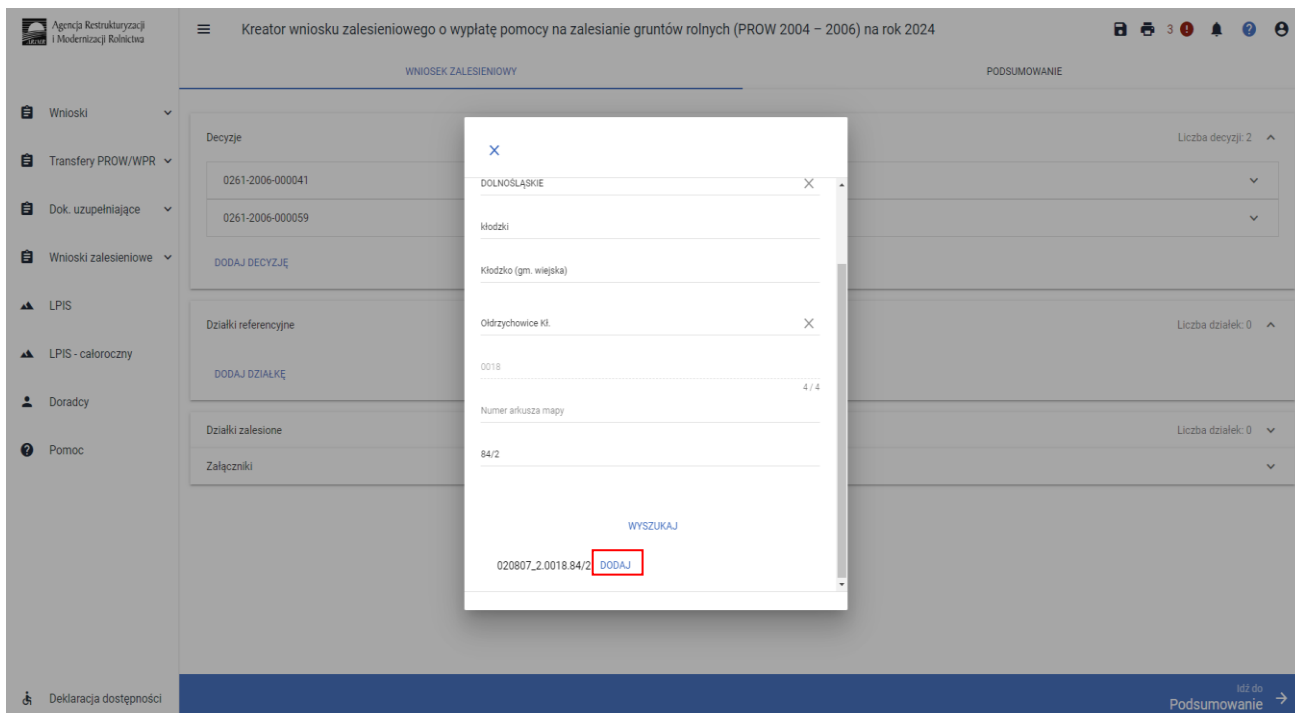 Agencja Restrukturyzacji
i Modernizacji Rolnictwa
Kreator wniosku zalesieniowego o wypłatę pomocy na zalesianie gruntów rolnych (PROW 2004 – 2006) na rok 2024
3
WNIOSEK ZALESIENIOWY
PODSUMOWANIE
Wnioski
Transfery PROW/WPR
Dok. uzupełniające
Wnioski zalesieniowe
LPIS
LPIS - całoroczny
Doradcy
Pomoc
Deklaracja dostępności
Decyzje
Liczba decyzji: 2
0261-2006-000041
0261-2006-000059
DODAJ DECYZJĘ
Działki referencyjne
Liczba działek: 0
DODAJ DZIAŁKĘ
Działki zalesione
Liczba działek: 0
Załączniki
DOLNOŚLĄSKIE
kłodzki
Kłodzko (gm. wiejska)
Ołdrzychowice Kł.
0018
4 / 4
Numer arkusza mapy
84/2
WYSZUKAJ
020807_2.0018.84/2 DODAJ
Idź do
Podsumowanie